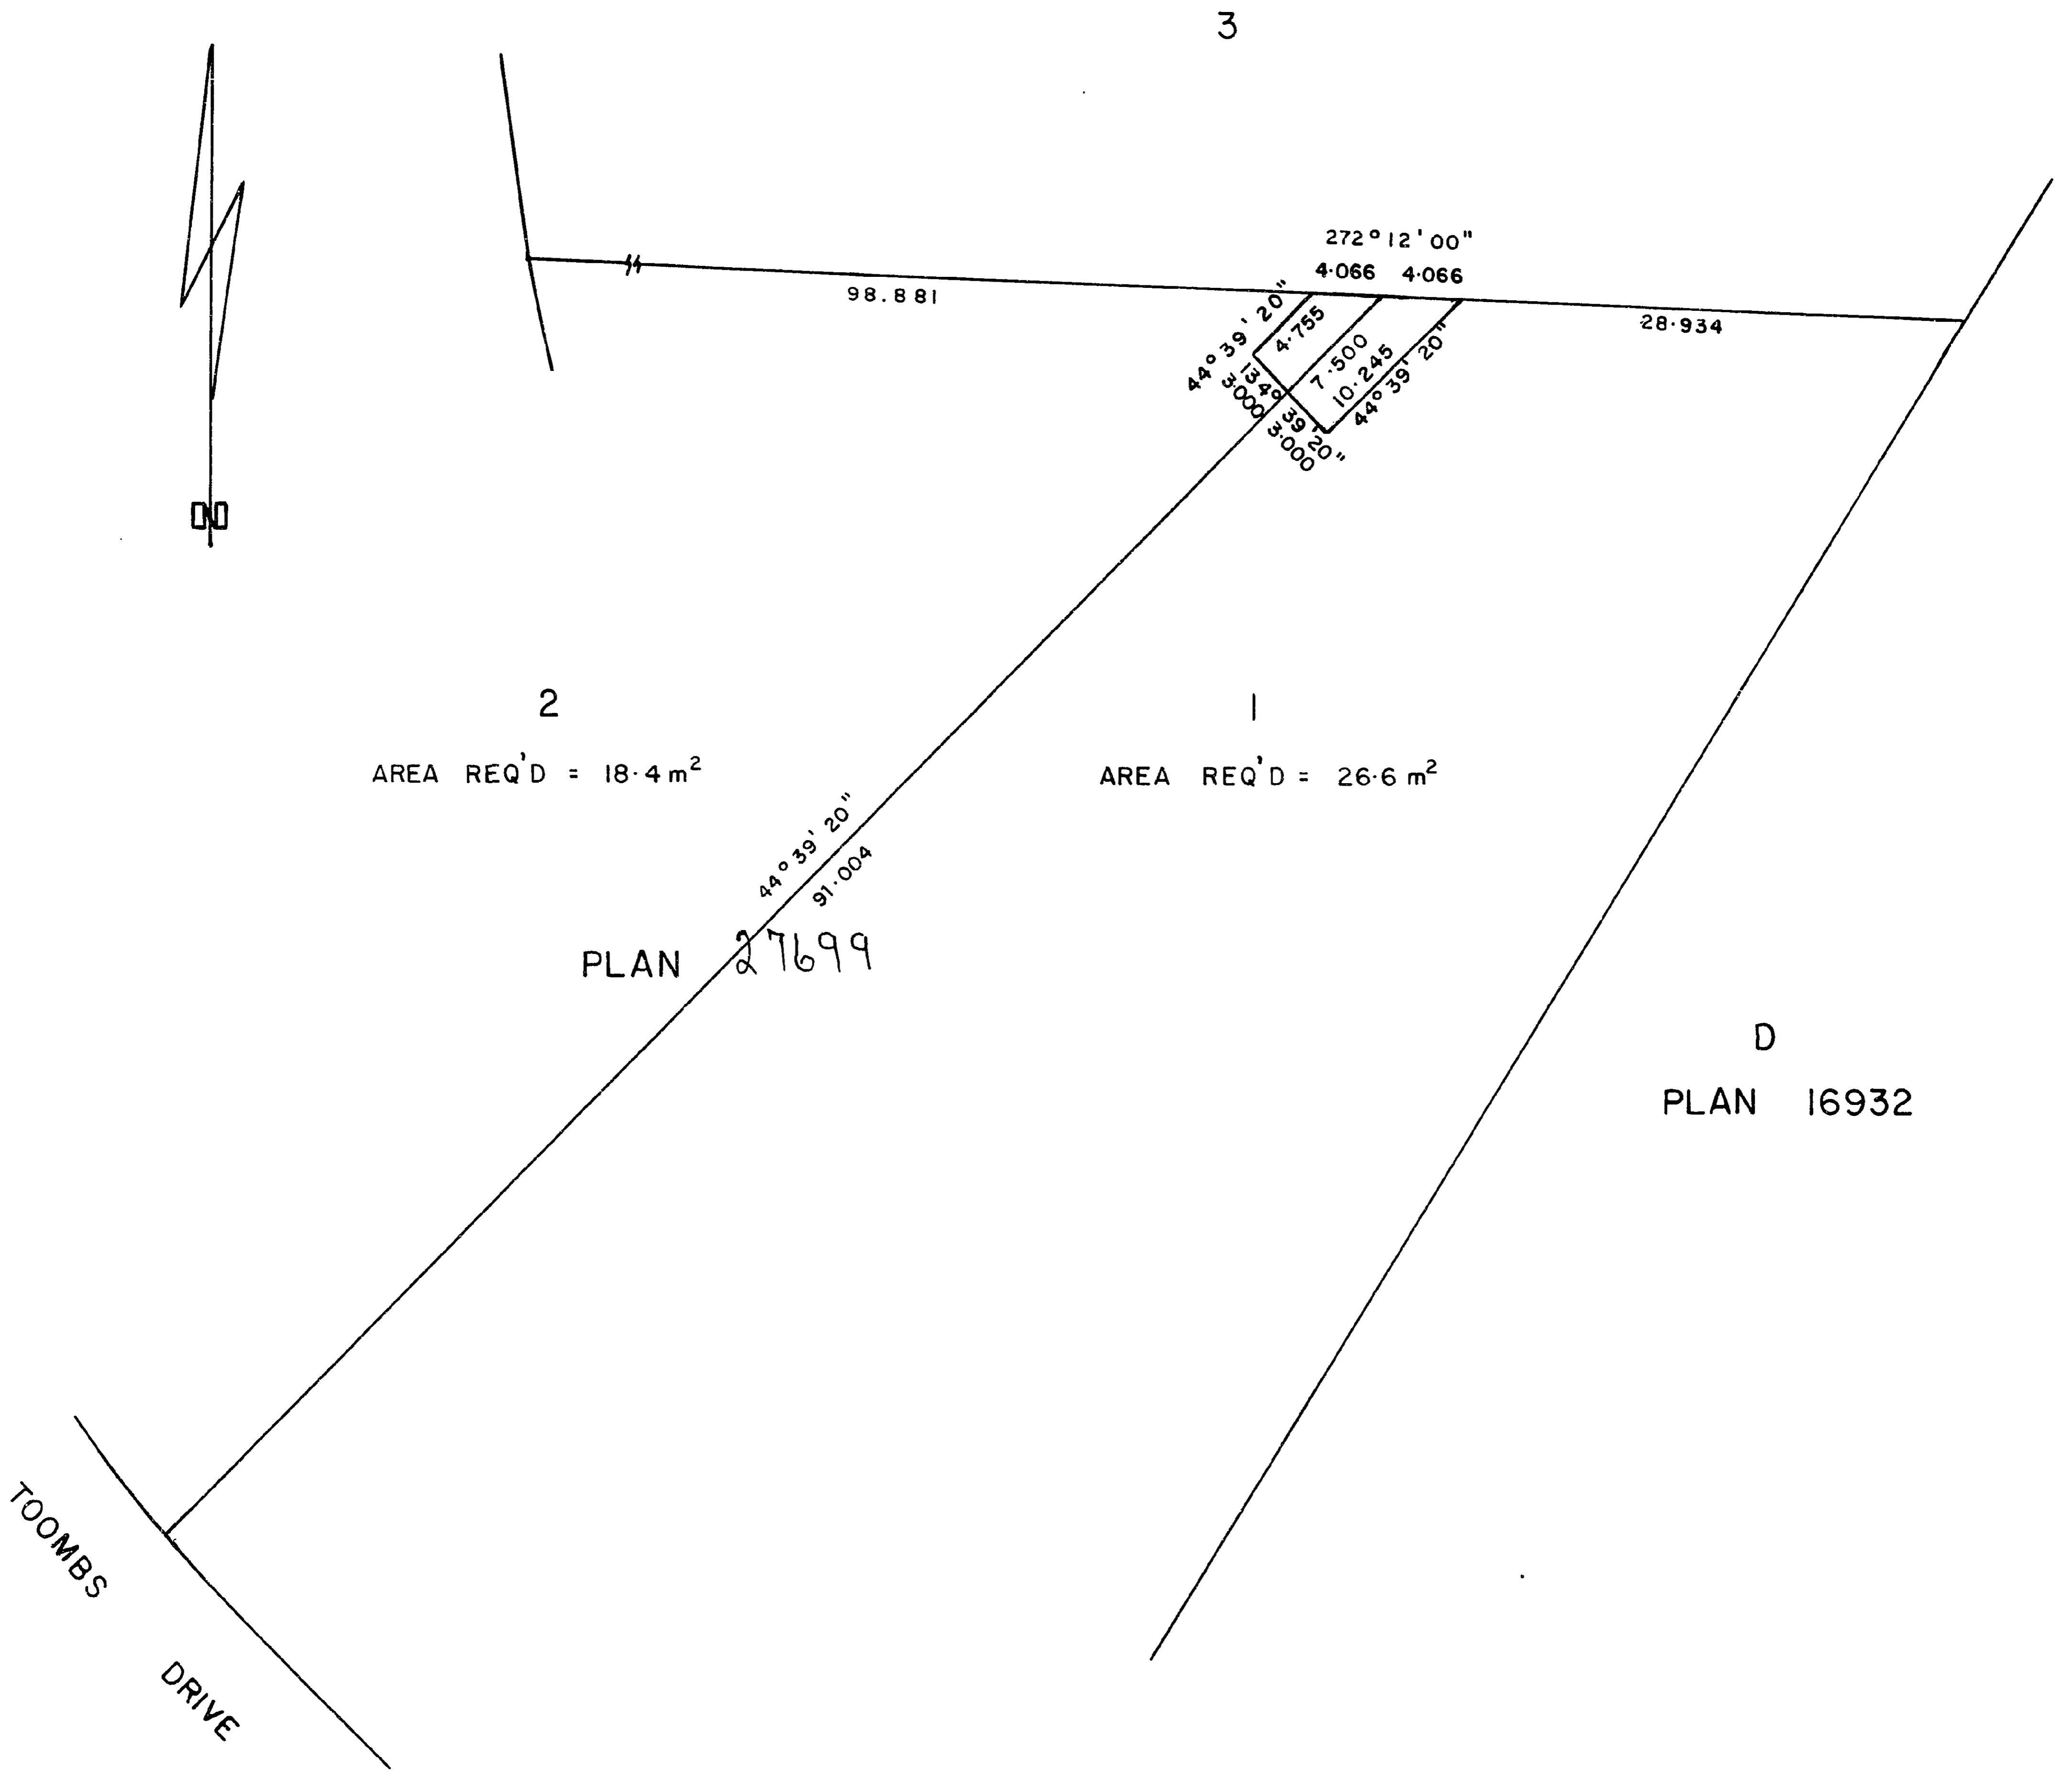 3
272° 12' 00"
4.066 4.066
98.881
28.934
44° 39' 20"
4.755
7.500
10.245
44° 39' 20"
134° 39' 20"
3.000
3.000
2
AREA REQ'D = 18.4 m²
1
AREA REQ'D = 26.6 m²
44° 39' 20"
91.004
PLAN 27699
D
PLAN 16932
TOOMBS DRIVE